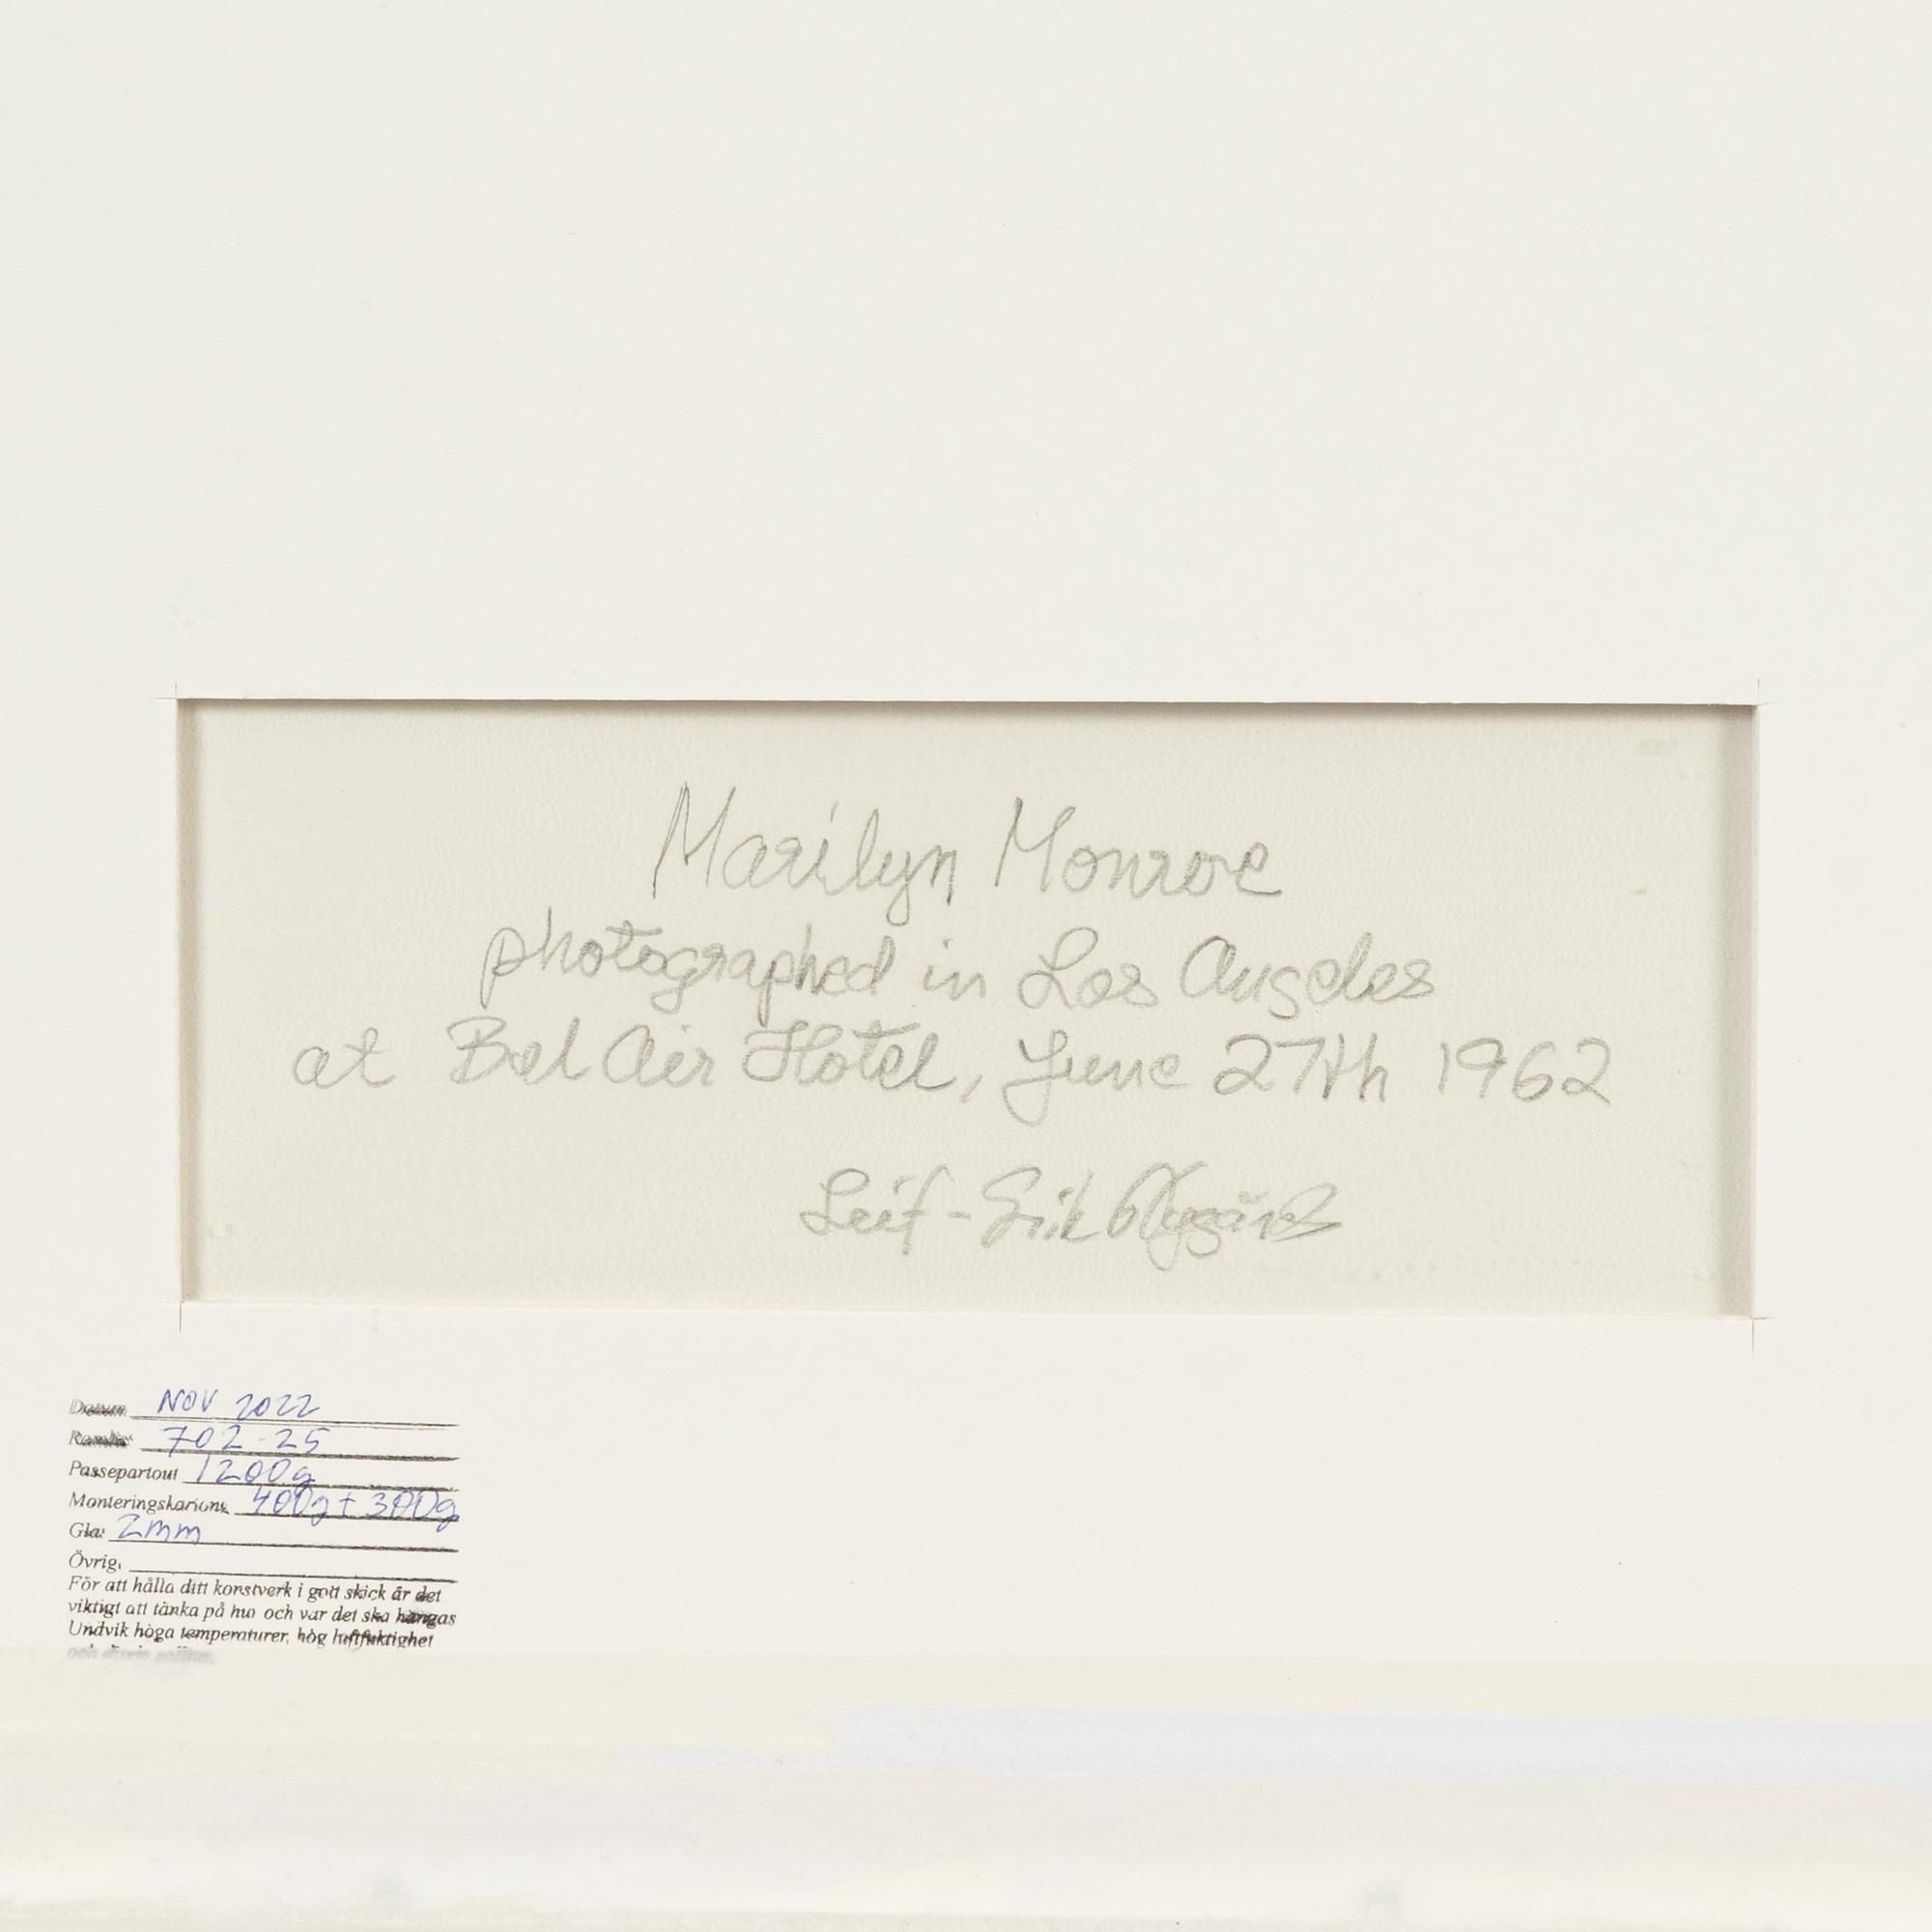 Marilyn Monroe
photographed in Los Angeles
at Bel Air Hotel, June 27th 1962
Leif-Erik Nygårds
Datum NOV 2022
Ramlist 702-25
Passepartout 1200g
Monteringskartong 400g + 300g
Glas 2mm
Övrigt
För att hålla ditt konstverk i gott skick är det
viktigt att tänka på hur och var det ska hängas
Undvik höga temperaturer, hög luftfuktighet
och